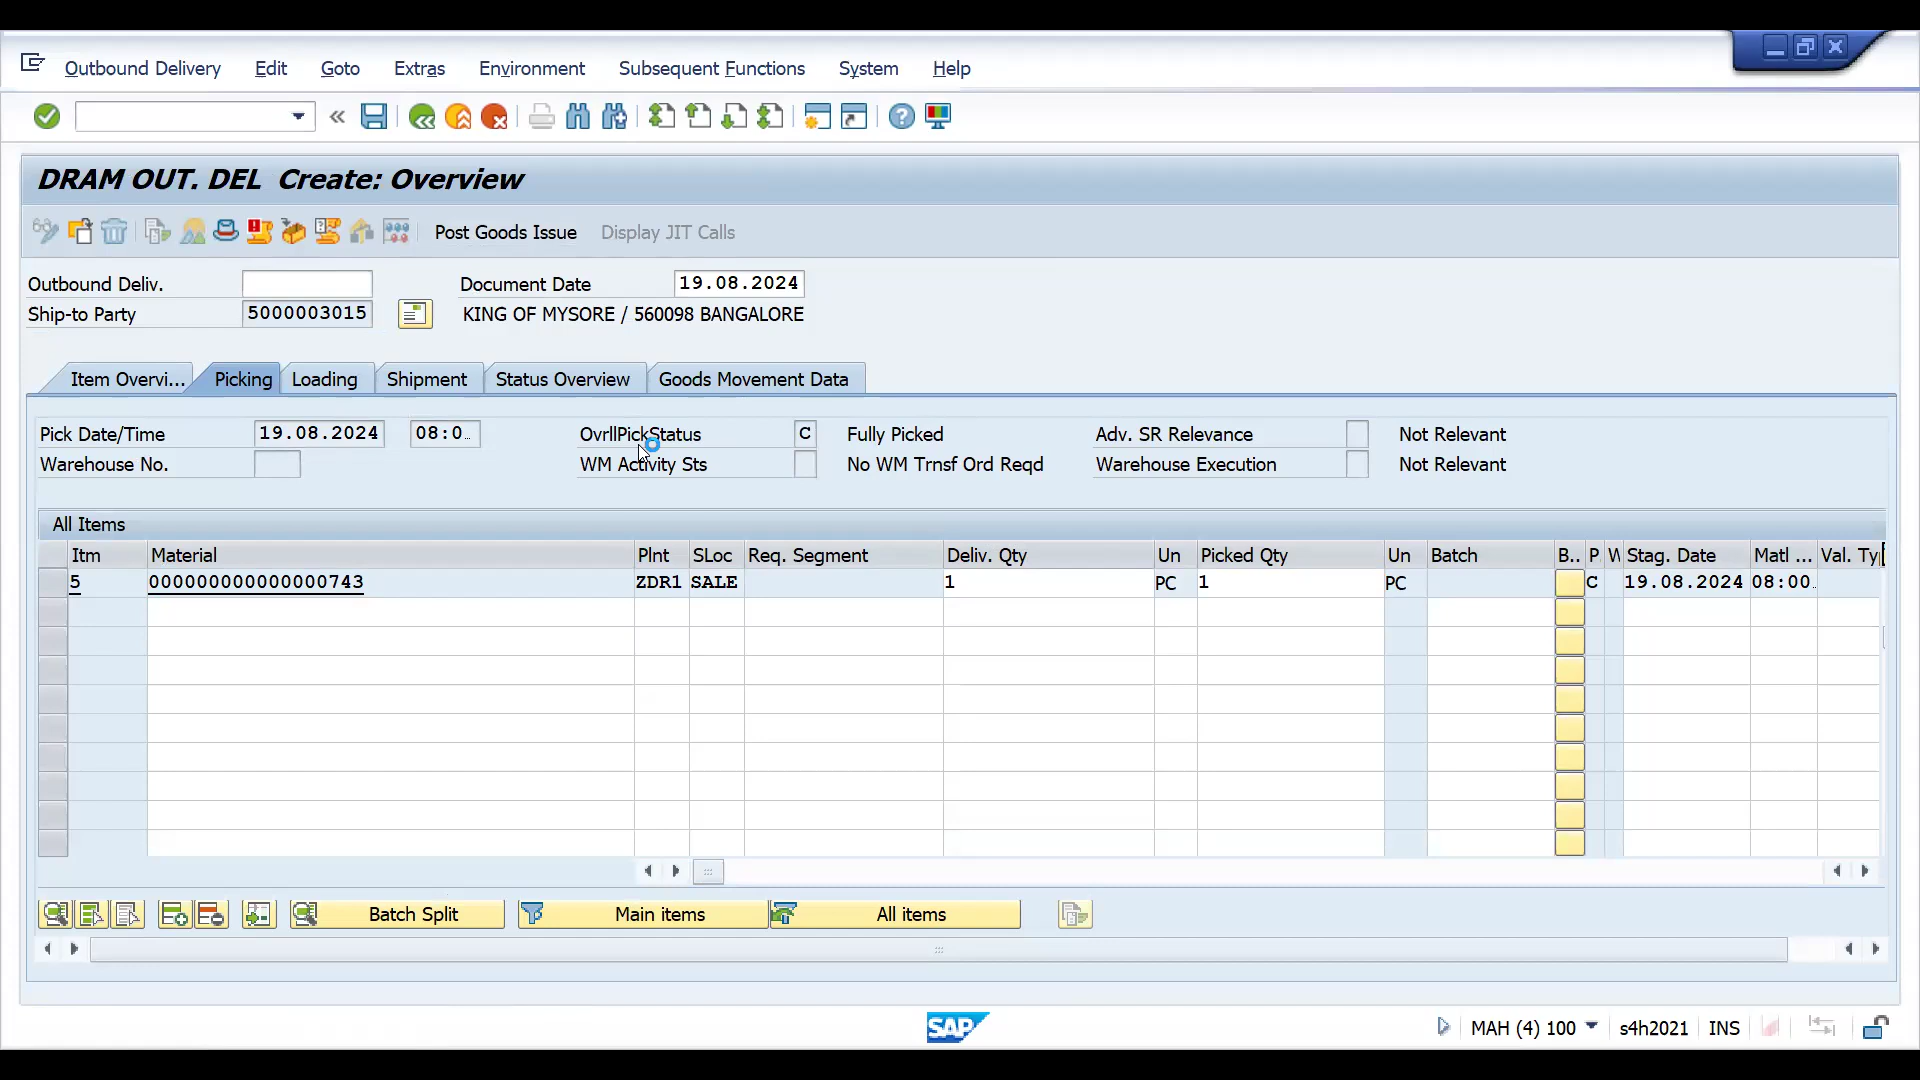 Outbound Delivery Edit Goto Extras Environment Subsequent Functions System Help
DRAM OUT. DEL Create: Overview
Post Goods Issue Display JIT Calls
Outbound Deliv. Document Date 19.08.2024
Ship-to Party 5000003015 KING OF MYSORE / 560098 BANGALORE
Item Overvi... Picking Loading Shipment Status Overview Goods Movement Data
Pick Date/Time 19.08.2024 08:0.. OvrllPickStatus C Fully Picked Adv. SR Relevance Not Relevant
Warehouse No. WM Activity Sts No WM Trnsf Ord Reqd Warehouse Execution Not Relevant
All Items
Itm Material Plnt SLoc Req. Segment Deliv. Qty Un Picked Qty Un Batch B.. P. W Stag. Date Matl ... Val. Typ
5 000000000000000743 ZDR1 SALE 1 PC 1 PC C 19.08.2024 08:00..
Batch Split Main items All items
SAP MAH (4) 100 s4h2021 INS